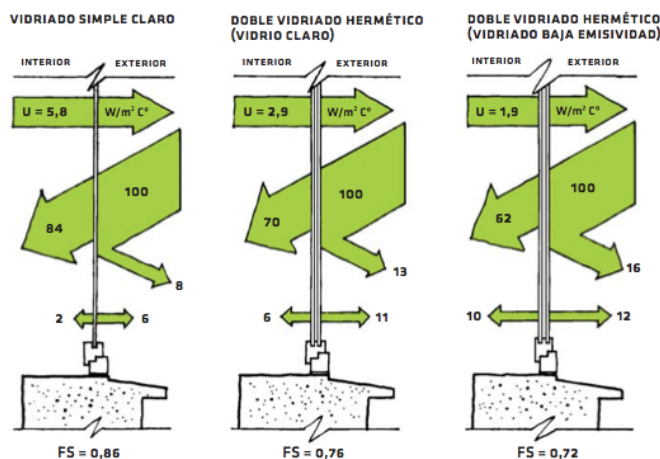 VIDRIADO SIMPLE CLARO
INTERIOR EXTERIOR
U = 5,8 W/m² C°
100
84
8
2 6
FS = 0,86
DOBLE VIDRIADO HERMÉTICO
(VIDRIO CLARO)
INTERIOR EXTERIOR
U = 2,9 W/m² C°
100
70
13
6 11
FS = 0,76
DOBLE VIDRIADO HERMÉTICO
(VIDRIADO BAJA EMISIVIDAD)
INTERIOR EXTERIOR
U = 1,9 W/m² C°
100
62
16
10 12
FS = 0,72